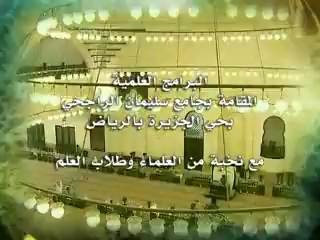 البرامج العلمية
المقامة بجامع سليمان الراجحي
بحي الجزيرة بالرياض
مع نخبة من العلماء وطلاب العلم